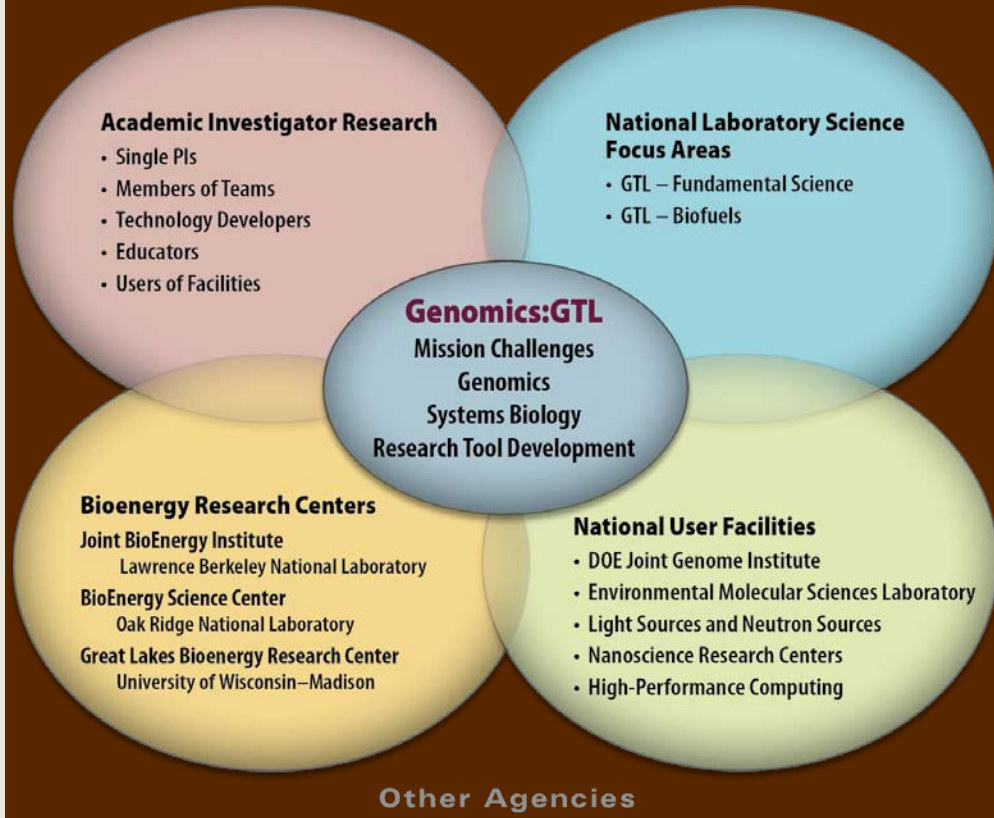 Academic Investigator Research
• Single PIs
• Members of Teams
• Technology Developers
• Educators
• Users of Facilities
National Laboratory Science
Focus Areas
• GTL – Fundamental Science
• GTL – Biofuels
Genomics:GTL
Mission Challenges
Genomics
Systems Biology
Research Tool Development
Bioenergy Research Centers
Joint BioEnergy Institute
Lawrence Berkeley National Laboratory
BioEnergy Science Center
Oak Ridge National Laboratory
Great Lakes Bioenergy Research Center
University of Wisconsin–Madison
National User Facilities
• DOE Joint Genome Institute
• Environmental Molecular Sciences Laboratory
• Light Sources and Neutron Sources
• Nanoscience Research Centers
• High-Performance Computing
Other Agencies